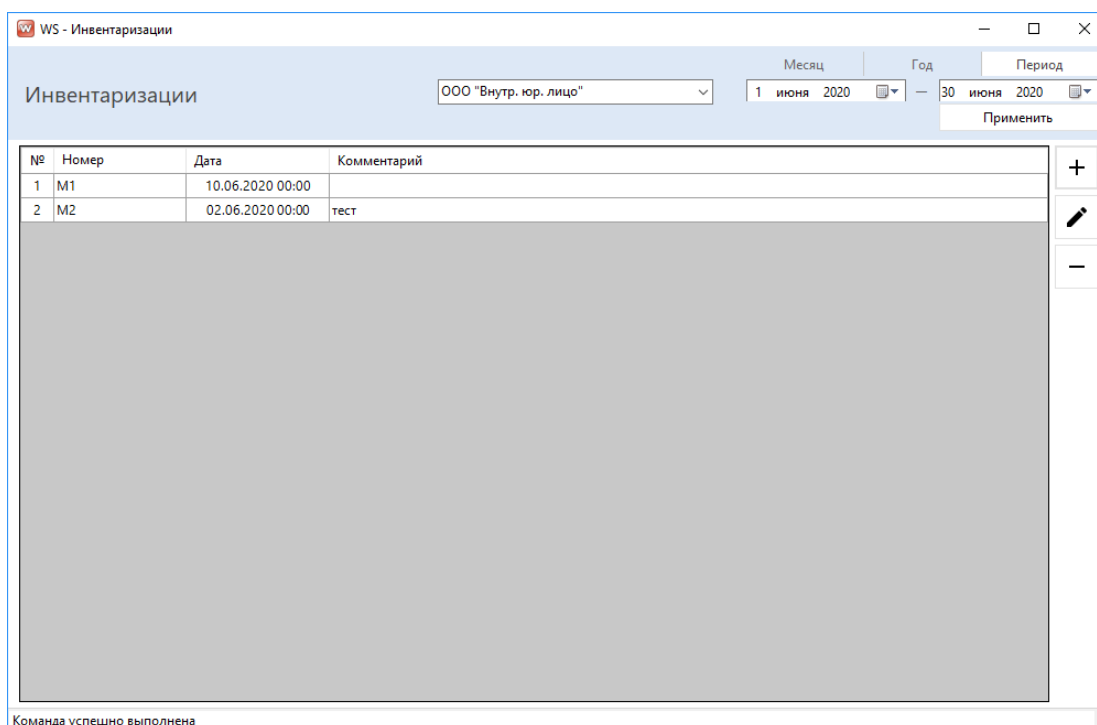 WS - Инвентаризации
Месяц Год Период
Инвентаризации ООО "Внутр. юр. лицо" 1 июня 2020 — 30 июня 2020
Применить
№ Номер Дата Комментарий
1 М1 10.06.2020 00:00
2 М2 02.06.2020 00:00 тест
Команда успешно выполнена